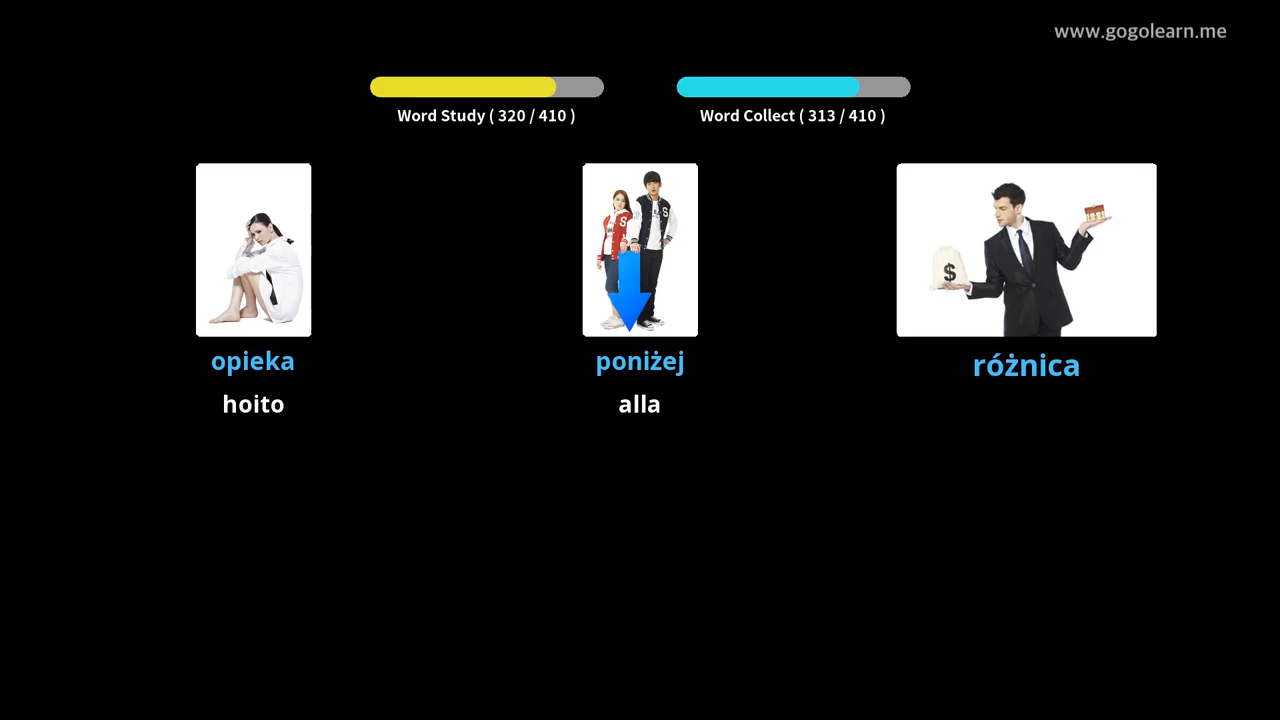 www.gogolearn.me
Word Study ( 320 / 410 )
Word Collect ( 313 / 410 )
S
S
$
opieka
poniżej
różnica
hoito
alla